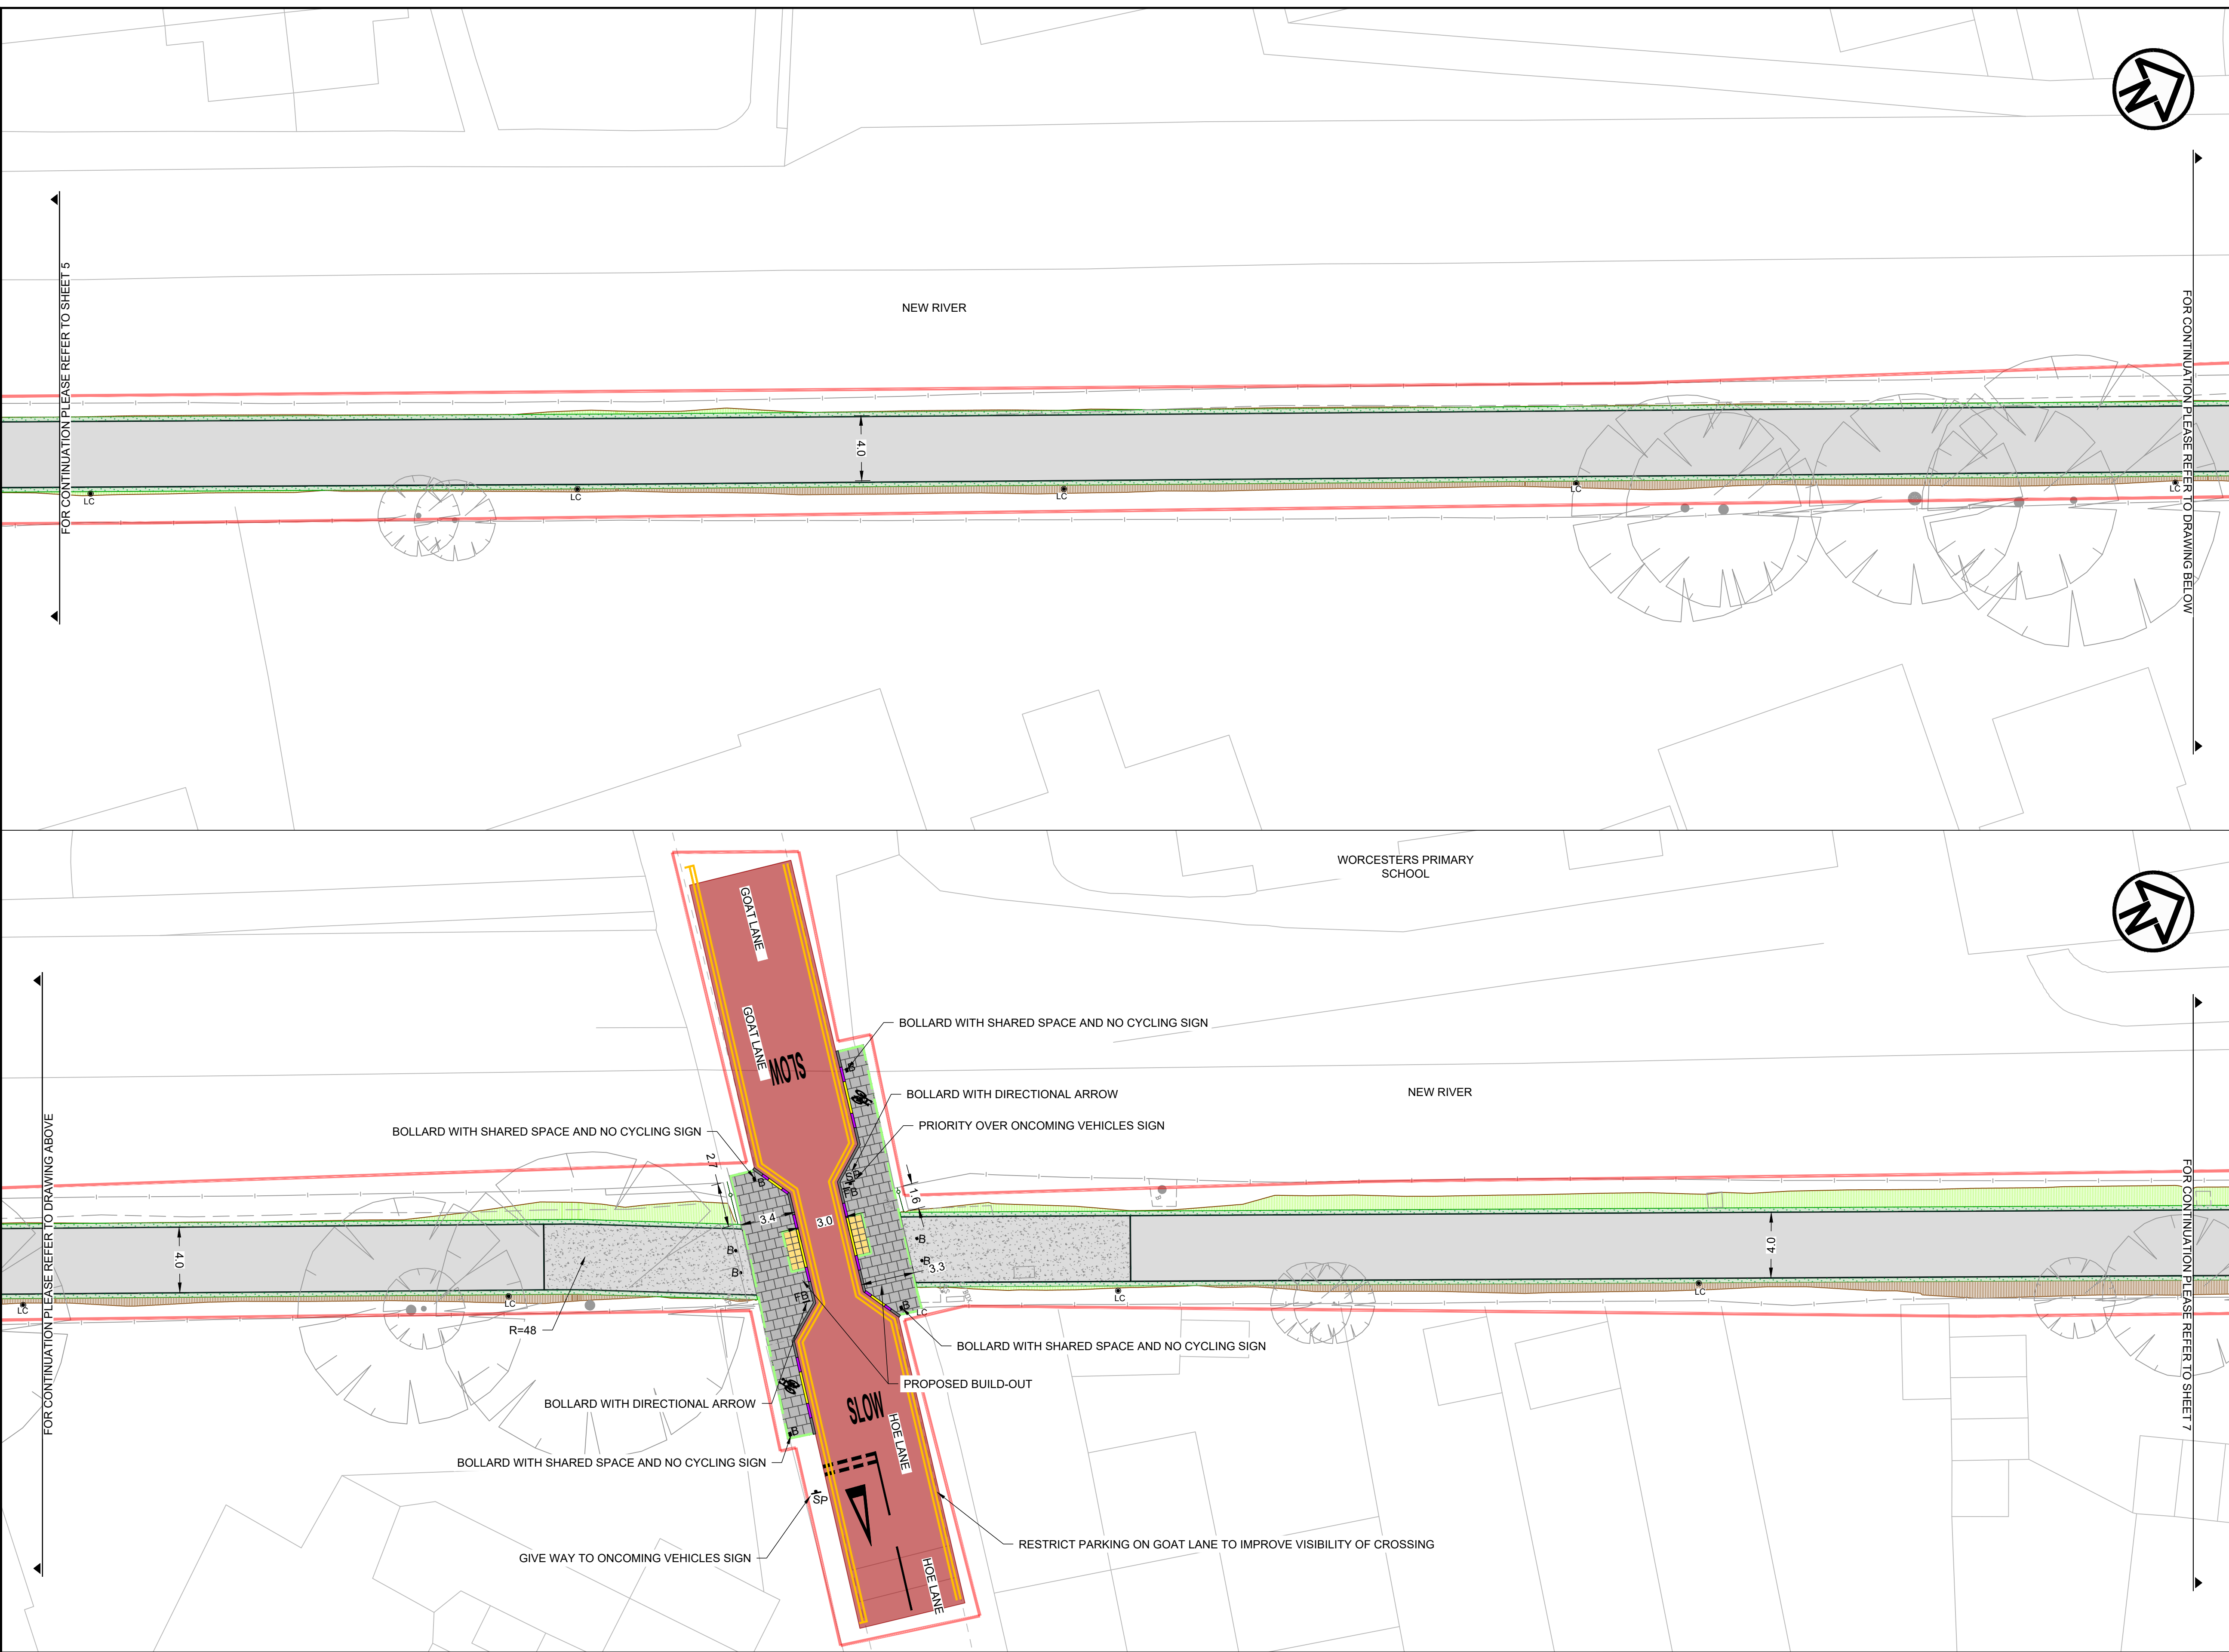 N
FOR CONTINUATION PLEASE REFER TO SHEET 5
NEW RIVER
FOR CONTINUATION PLEASE REFER TO DRAWING BELOW
4.0
LC
LC
LC
LC
LC
WORCESTERS PRIMARY
SCHOOL
N
GOAT LANE
GOAT LANE
SLOW
BOLLARD WITH SHARED SPACE AND NO CYCLING SIGN
B
BOLLARD WITH DIRECTIONAL ARROW
NEW RIVER
PRIORITY OVER ONCOMING VEHICLES SIGN
BOLLARD WITH SHARED SPACE AND NO CYCLING SIGN
FOR CONTINUATION PLEASE REFER TO DRAWING ABOVE
FOR CONTINUATION PLEASE REFER TO SHEET 7
2.7
B
B
1.6
3.4
3.0
4.0
B
B
B
B
4.0
3.3
LC
LC
FB
B
LC
LC
LC
R=48
BOLLARD WITH SHARED SPACE AND NO CYCLING SIGN
PROPOSED BUILD-OUT
BOLLARD WITH DIRECTIONAL ARROW
SLOW
HOE LANE
B
BOLLARD WITH SHARED SPACE AND NO CYCLING SIGN
SP
RESTRICT PARKING ON GOAT LANE TO IMPROVE VISIBILITY OF CROSSING
GIVE WAY TO ONCOMING VEHICLES SIGN
HOE LANE